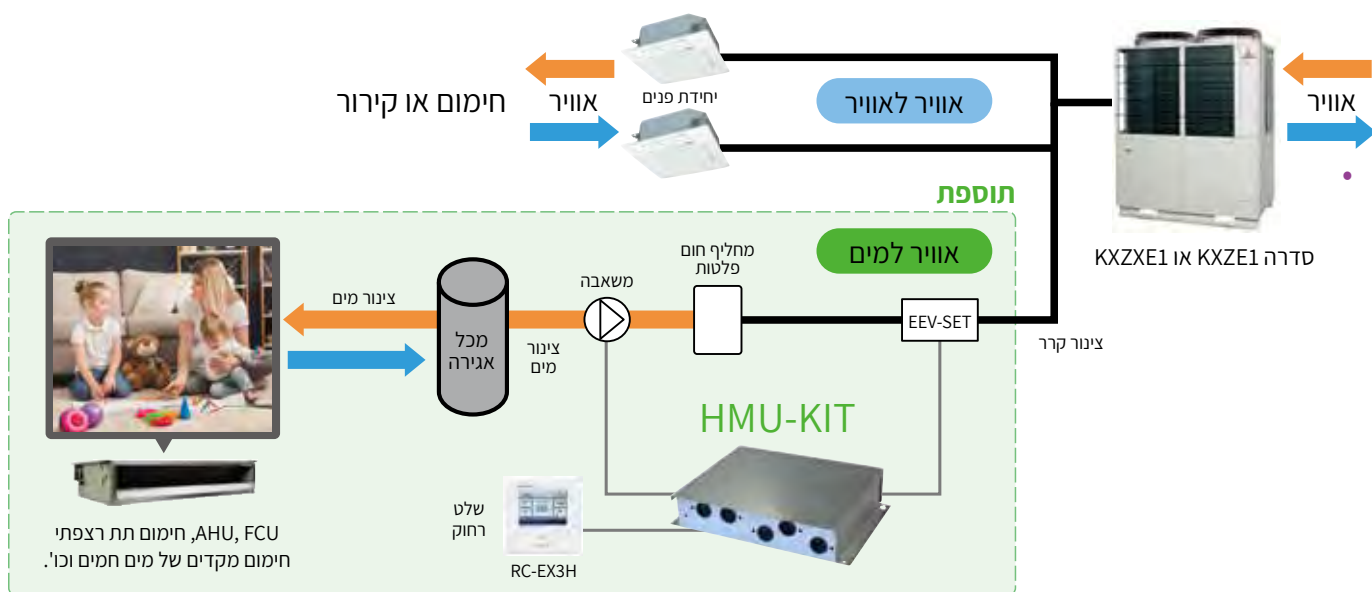 אוויר
סדרה KXZE1 או KXZXE1
אוויר לאוויר
יחידת פנים
אוויר
חימום או קירור
תוספת
אוויר למים
צינור קרר
EEV-SET
מחליף חום
פלטות
משאבה
צינור
מים
מכל
אגירה
צינור מים
HMU-KIT
שלט
רחוק
RC-EX3H
AHU, FCU, חימום תת רצפתי
חימום מקדים של מים חמים וכו'.